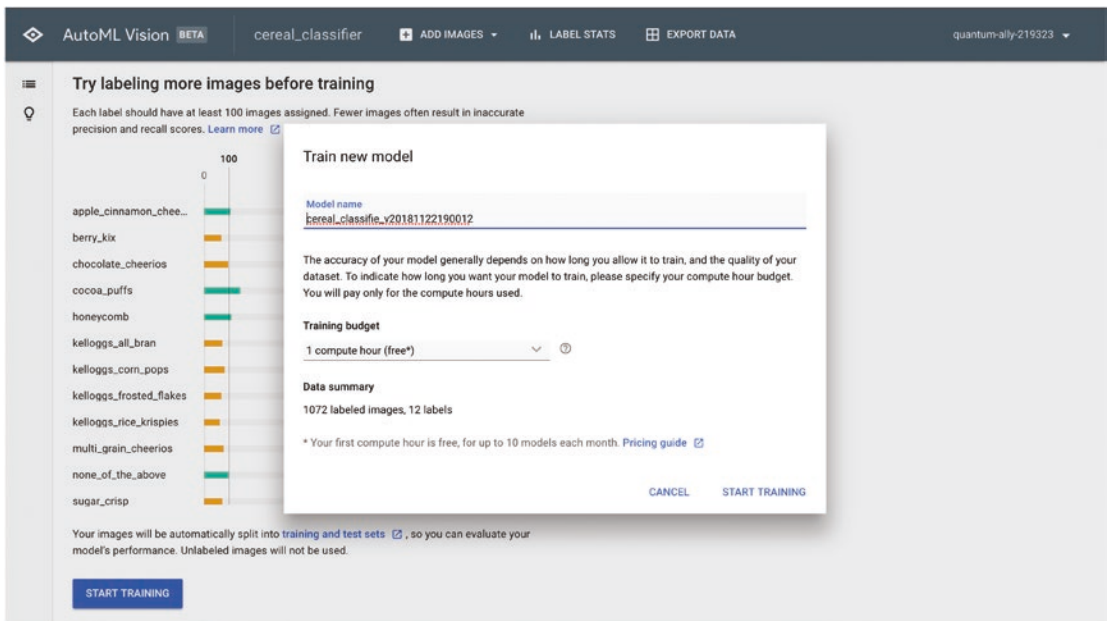 AutoML Vision BETA cereal_classifier ADD IMAGES LABEL STATS EXPORT DATA quantum-ally-219323
Try labeling more images before training
Each label should have at least 100 images assigned. Fewer images often result in inaccurate
precision and recall scores. Learn more
100
0
apple_cinnamon_chee...
berry_kix
chocolate_cheerios
cocoa_puffs
honeycomb
kelloggs_all_bran
kelloggs_corn_pops
kelloggs_frosted_flakes
kelloggs_rice_krispies
multi_grain_cheerios
none_of_the_above
sugar_crisp
Your images will be automatically split into training and test sets , so you can evaluate your
model's performance. Unlabeled images will not be used.
START TRAINING
Train new model
Model name
cereal_classifie_v20181122190012
The accuracy of your model generally depends on how long you allow it to train, and the quality of your
dataset. To indicate how long you want your model to train, please specify your compute hour budget.
You will pay only for the compute hours used.
Training budget
1 compute hour (free*)
Data summary
1072 labeled images, 12 labels
* Your first compute hour is free, for up to 10 models each month. Pricing guide
CANCEL START TRAINING